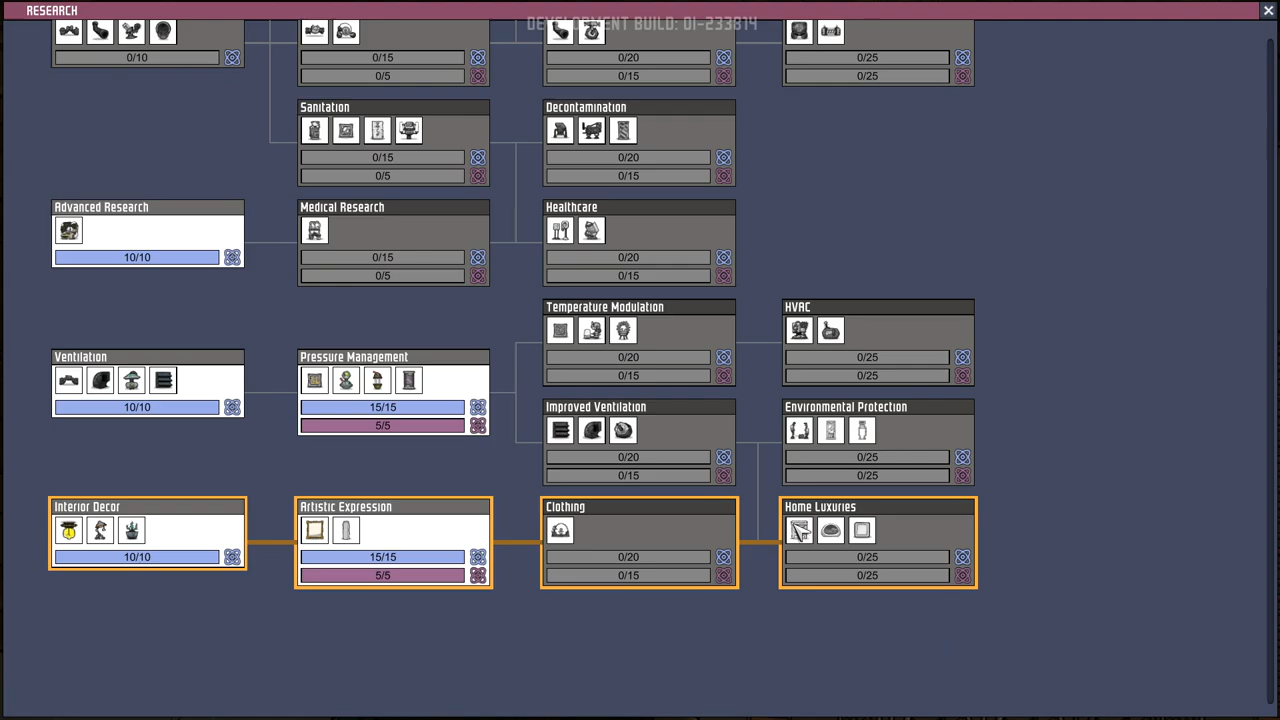 RESEARCH
DEVELOPMENT BUILD: OI-233814
0/10
0/15
0/20
0/25
0/5
0/15
0/25
Sanitation
Decontamination
0/15
0/20
0/5
0/15
Advanced Research
Medical Research
Healthcare
10/10
0/15
0/20
0/5
0/15
Temperature Modulation
HVAC
0/20
0/25
0/15
0/25
Ventilation
Pressure Management
10/10
15/15
5/5
Improved Ventilation
Environmental Protection
0/20
0/25
0/15
0/25
Interior Decor
Artistic Expression
Clothing
Home Luxuries
10/10
15/15
0/20
0/25
5/5
0/15
0/25